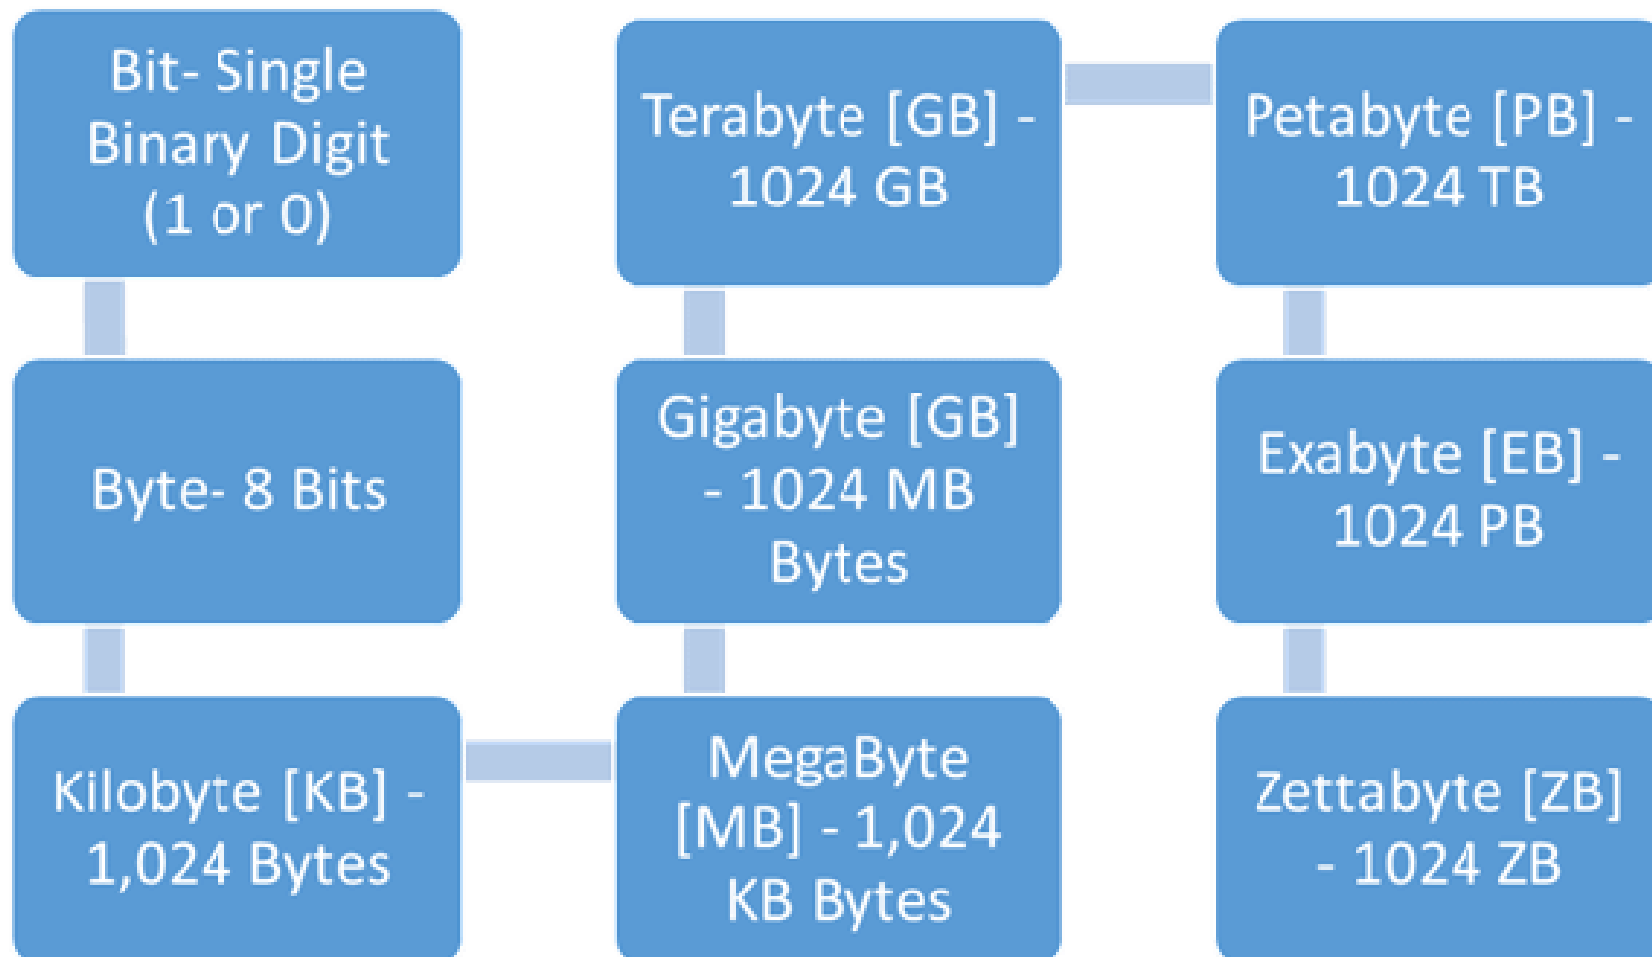 Bit- Single
Binary Digit
(1 or 0)
Byte- 8 Bits
Kilobyte [KB] -
1,024 Bytes
MegaByte
[MB] - 1,024
KB Bytes
Gigabyte [GB]
- 1024 MB
Bytes
Terabyte [GB] -
1024 GB
Petabyte [PB] -
1024 TB
Exabyte [EB] -
1024 PB
Zettabyte [ZB]
- 1024 ZB